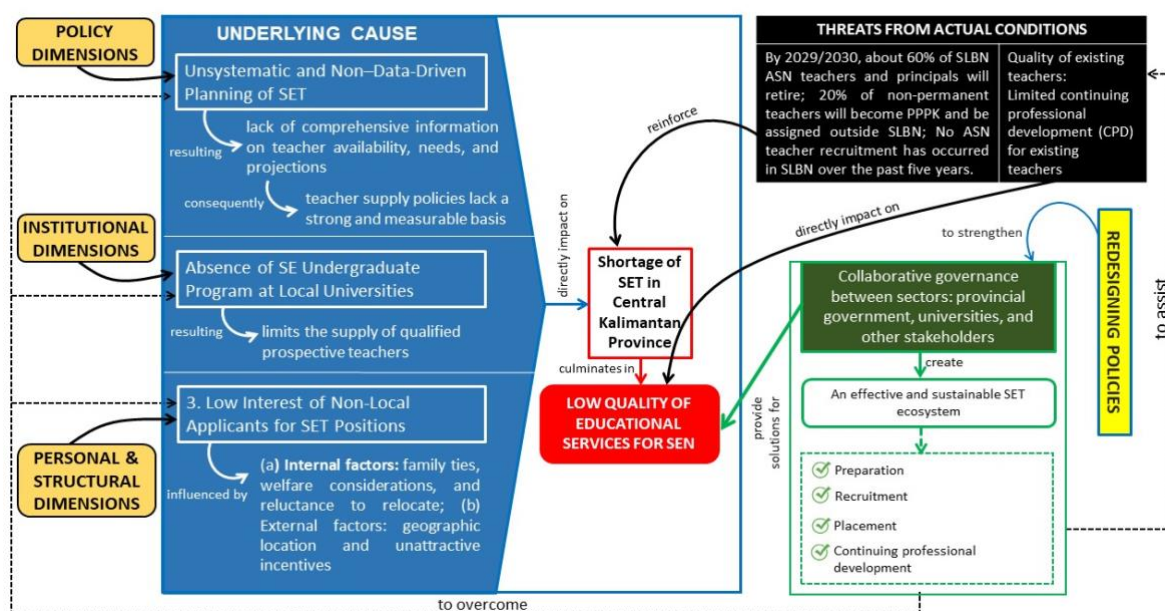 POLICY
DIMENSIONS
INSTITUTIONAL
DIMENSIONS
PERSONAL &
STRUCTURAL
DIMENSIONS
UNDERLYING CAUSE
Unsystematic and Non–Data-Driven
Planning of SET
resulting
lack of comprehensive information
on teacher availability, needs, and
projections
consequently
teacher supply policies lack a
strong and measurable basis
Absence of SE Undergraduate
Program at Local Universities
resulting
limits the supply of qualified
prospective teachers
3. Low Interest of Non-Local
Applicants for SET Positions
influenced by
(a) Internal factors: family ties,
welfare considerations, and
reluctance to relocate; (b)
External factors: geographic
location and unattractive
incentives
directly impact on
reinforce
Shortage of
SET in
Central
Kalimantan
Province
culminates in
LOW QUALITY OF
EDUCATIONAL
SERVICES FOR SEN
THREATS FROM ACTUAL CONDITIONS
By 2029/2030, about 60% of SLBN
ASN teachers and principals will
retire; 20% of non-permanent
teachers will become PPPK and be
assigned outside SLBN; No ASN
teacher recruitment has occurred
in SLBN over the past five years.
Quality of existing
teachers:
Limited continuing
professional
development (CPD)
for existing
teachers
directly impact on
to strengthen
REDESIGNING POLICIES
Collaborative governance
between sectors: provincial
government, universities, and
other stakeholders
create
An effective and sustainable SET
ecosystem
provide
solutions for
Preparation
Recruitment
Placement
Continuing professional
development
to assist
to overcome